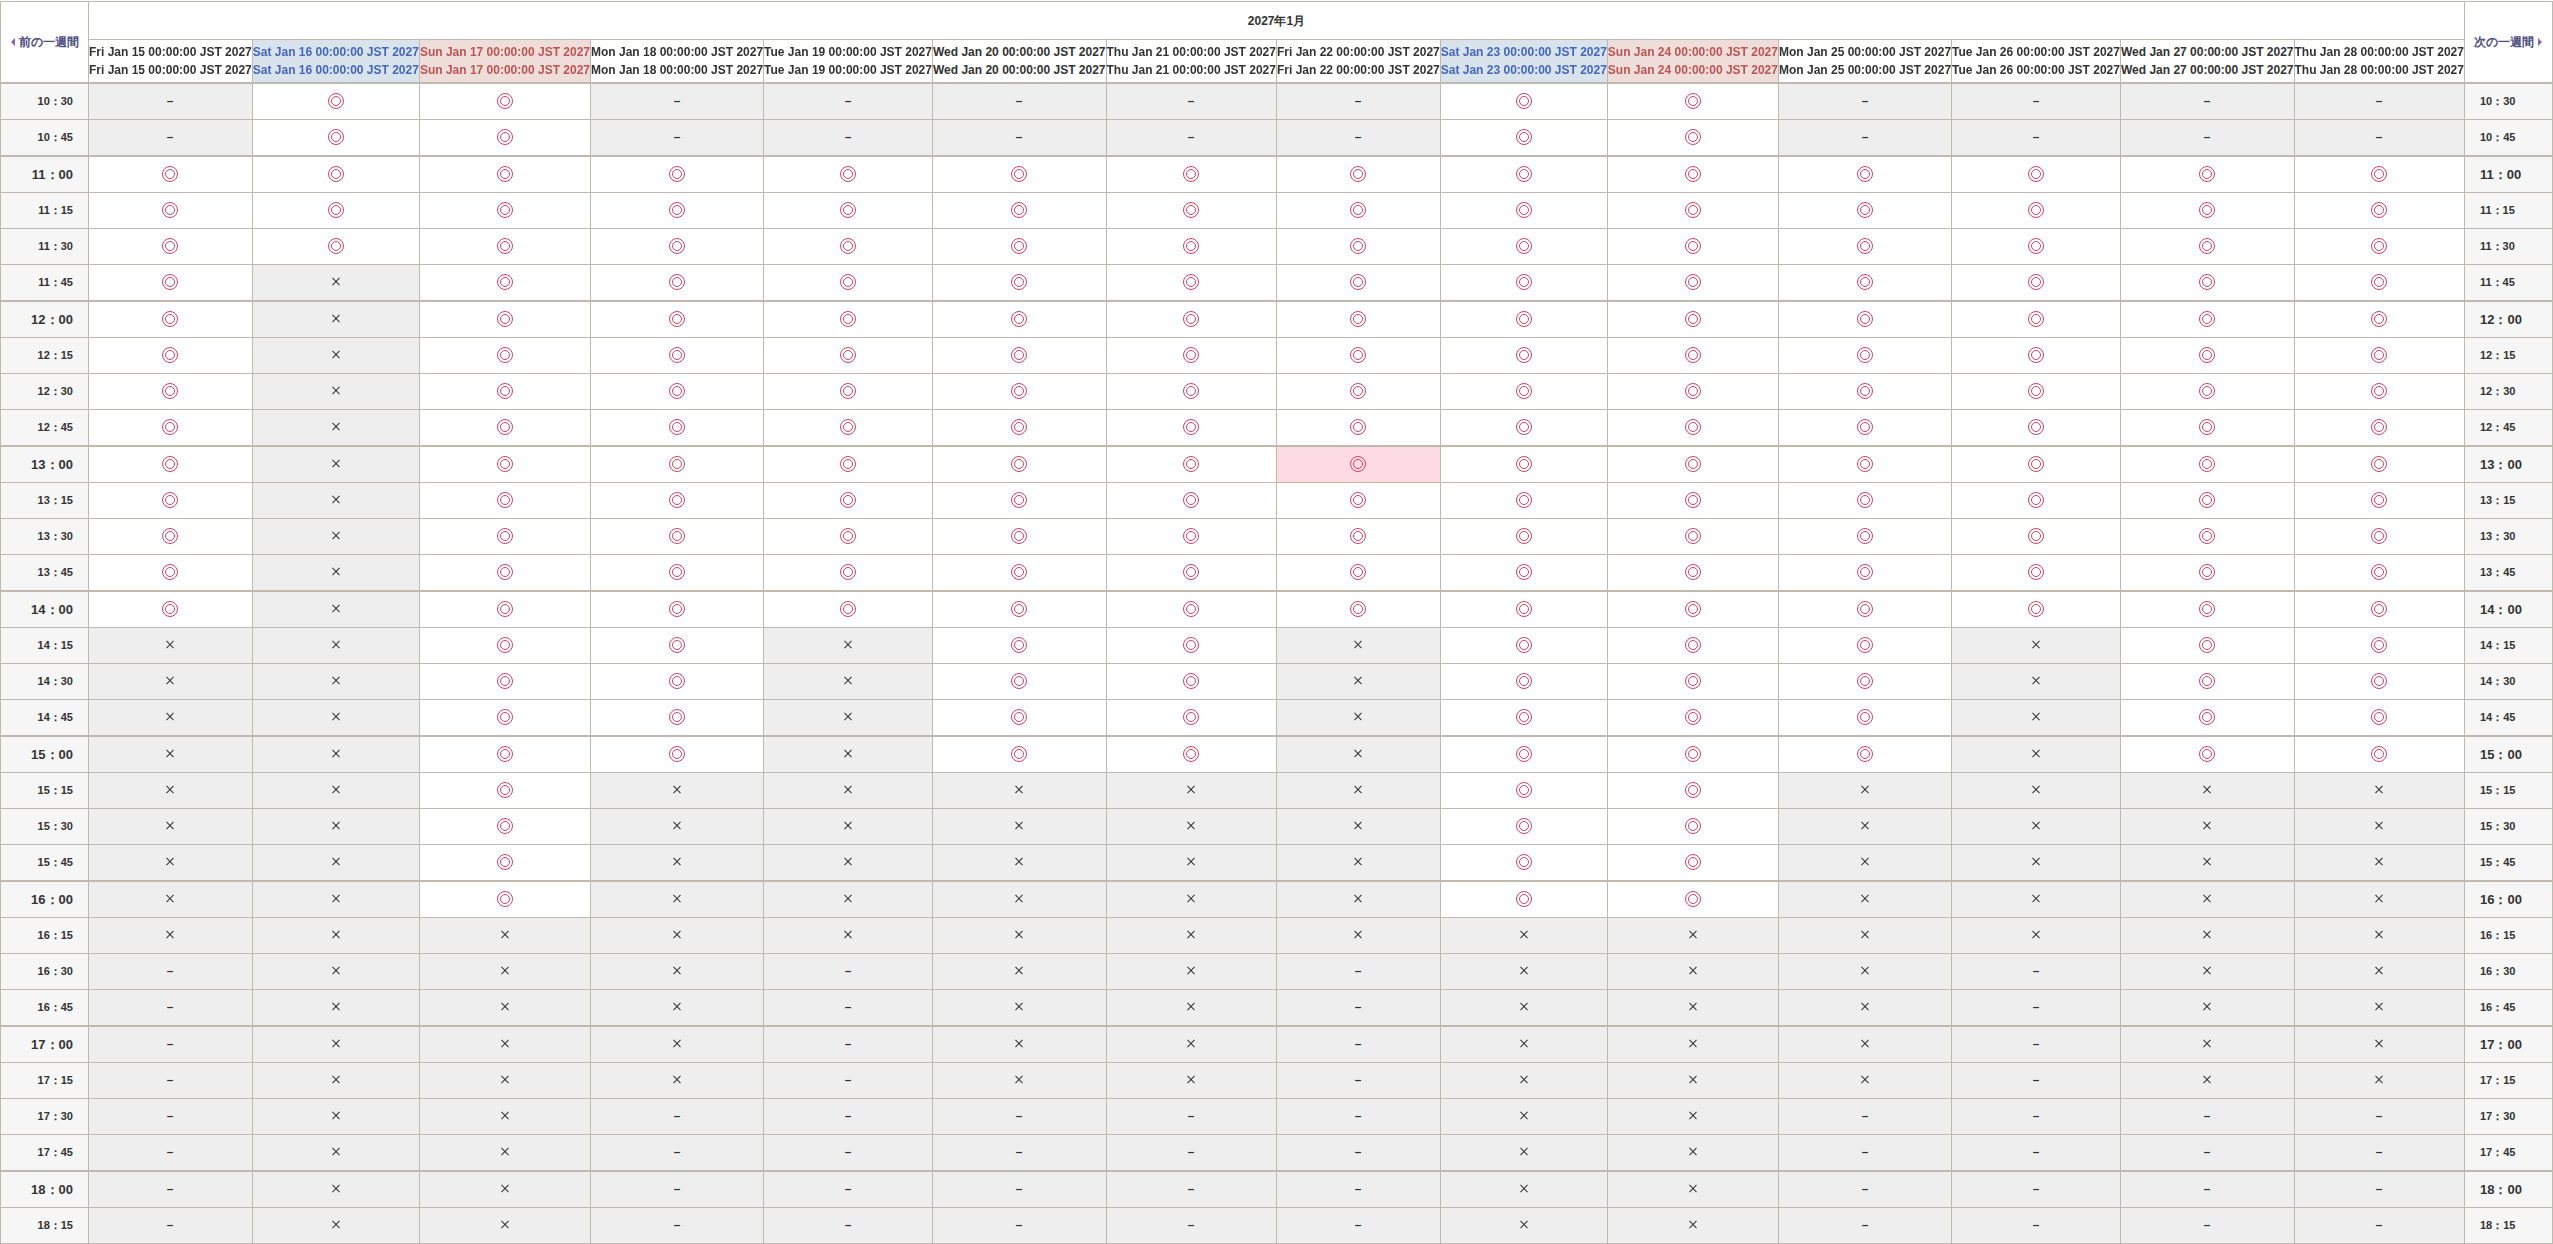 2027年1月
前の一週間
次の一週間
Fri Jan 15 00:00:00 JST 2027 Sat Jan 16 00:00:00 JST 2027 Sun Jan 17 00:00:00 JST 2027 Mon Jan 18 00:00:00 JST 2027 Tue Jan 19 00:00:00 JST 2027 Wed Jan 20 00:00:00 JST 2027 Thu Jan 21 00:00:00 JST 2027 Fri Jan 22 00:00:00 JST 2027 Sat Jan 23 00:00:00 JST 2027 Sun Jan 24 00:00:00 JST 2027 Mon Jan 25 00:00:00 JST 2027 Tue Jan 26 00:00:00 JST 2027 Wed Jan 27 00:00:00 JST 2027 Thu Jan 28 00:00:00 JST 2027
Fri Jan 15 00:00:00 JST 2027 Sat Jan 16 00:00:00 JST 2027 Sun Jan 17 00:00:00 JST 2027 Mon Jan 18 00:00:00 JST 2027 Tue Jan 19 00:00:00 JST 2027 Wed Jan 20 00:00:00 JST 2027 Thu Jan 21 00:00:00 JST 2027 Fri Jan 22 00:00:00 JST 2027 Sat Jan 23 00:00:00 JST 2027 Sun Jan 24 00:00:00 JST 2027 Mon Jan 25 00:00:00 JST 2027 Tue Jan 26 00:00:00 JST 2027 Wed Jan 27 00:00:00 JST 2027 Thu Jan 28 00:00:00 JST 2027
10：30 － ◎ ◎ － － － － － ◎ ◎ － － － － 10：30
10：45 － ◎ ◎ － － － － － ◎ ◎ － － － － 10：45
11：00 ◎ ◎ ◎ ◎ ◎ ◎ ◎ ◎ ◎ ◎ ◎ ◎ ◎ ◎ 11：00
11：15 ◎ ◎ ◎ ◎ ◎ ◎ ◎ ◎ ◎ ◎ ◎ ◎ ◎ ◎ 11：15
11：30 ◎ ◎ ◎ ◎ ◎ ◎ ◎ ◎ ◎ ◎ ◎ ◎ ◎ ◎ 11：30
11：45 ◎ × ◎ ◎ ◎ ◎ ◎ ◎ ◎ ◎ ◎ ◎ ◎ ◎ 11：45
12：00 ◎ × ◎ ◎ ◎ ◎ ◎ ◎ ◎ ◎ ◎ ◎ ◎ ◎ 12：00
12：15 ◎ × ◎ ◎ ◎ ◎ ◎ ◎ ◎ ◎ ◎ ◎ ◎ ◎ 12：15
12：30 ◎ × ◎ ◎ ◎ ◎ ◎ ◎ ◎ ◎ ◎ ◎ ◎ ◎ 12：30
12：45 ◎ × ◎ ◎ ◎ ◎ ◎ ◎ ◎ ◎ ◎ ◎ ◎ ◎ 12：45
13：00 ◎ × ◎ ◎ ◎ ◎ ◎ ◎ ◎ ◎ ◎ ◎ ◎ ◎ 13：00
13：15 ◎ × ◎ ◎ ◎ ◎ ◎ ◎ ◎ ◎ ◎ ◎ ◎ ◎ 13：15
13：30 ◎ × ◎ ◎ ◎ ◎ ◎ ◎ ◎ ◎ ◎ ◎ ◎ ◎ 13：30
13：45 ◎ × ◎ ◎ ◎ ◎ ◎ ◎ ◎ ◎ ◎ ◎ ◎ ◎ 13：45
14：00 ◎ × ◎ ◎ ◎ ◎ ◎ ◎ ◎ ◎ ◎ ◎ ◎ ◎ 14：00
14：15 × × ◎ ◎ × ◎ ◎ × ◎ ◎ ◎ × ◎ ◎ 14：15
14：30 × × ◎ ◎ × ◎ ◎ × ◎ ◎ ◎ × ◎ ◎ 14：30
14：45 × × ◎ ◎ × ◎ ◎ × ◎ ◎ ◎ × ◎ ◎ 14：45
15：00 × × ◎ ◎ × ◎ ◎ × ◎ ◎ ◎ × ◎ ◎ 15：00
15：15 × × ◎ × × × × × ◎ ◎ × × × × 15：15
15：30 × × ◎ × × × × × ◎ ◎ × × × × 15：30
15：45 × × ◎ × × × × × ◎ ◎ × × × × 15：45
16：00 × × ◎ × × × × × ◎ ◎ × × × × 16：00
16：15 × × × × × × × × × × × × × × 16：15
16：30 － × × × － × × － × × × － × × 16：30
16：45 － × × × － × × － × × × － × × 16：45
17：00 － × × × － × × － × × × － × × 17：00
17：15 － × × × － × × － × × × － × × 17：15
17：30 － × × － － － － － × × － － － － 17：30
17：45 － × × － － － － － × × － － － － 17：45
18：00 － × × － － － － － × × － － － － 18：00
18：15 － × × － － － － － × × － － － － 18：15